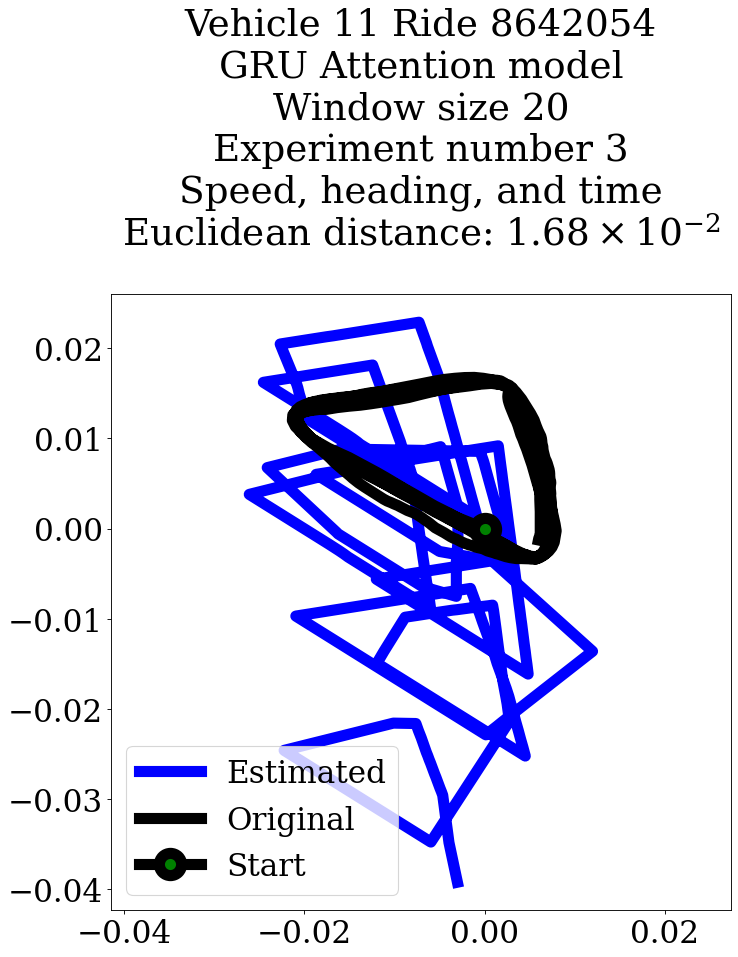 Vehicle 11 Ride 8642054
GRU Attention model
Window size 20
Experiment number 3
Speed, heading, and time
Euclidean distance: 1.68 × 10⁻²
0.02
0.01
0.00
−0.01
−0.02
−0.03
−0.04
Estimated
Original
Start
−0.04 −0.02 0.00 0.02